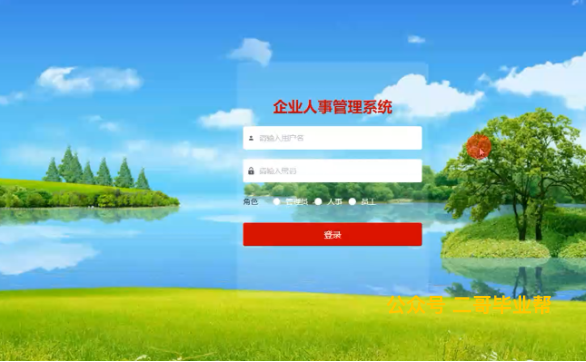 企业人事管理系统
请输入用户名
请输入密码
角色 管理员 人事 员工
登录
公众号:二哥毕业帮